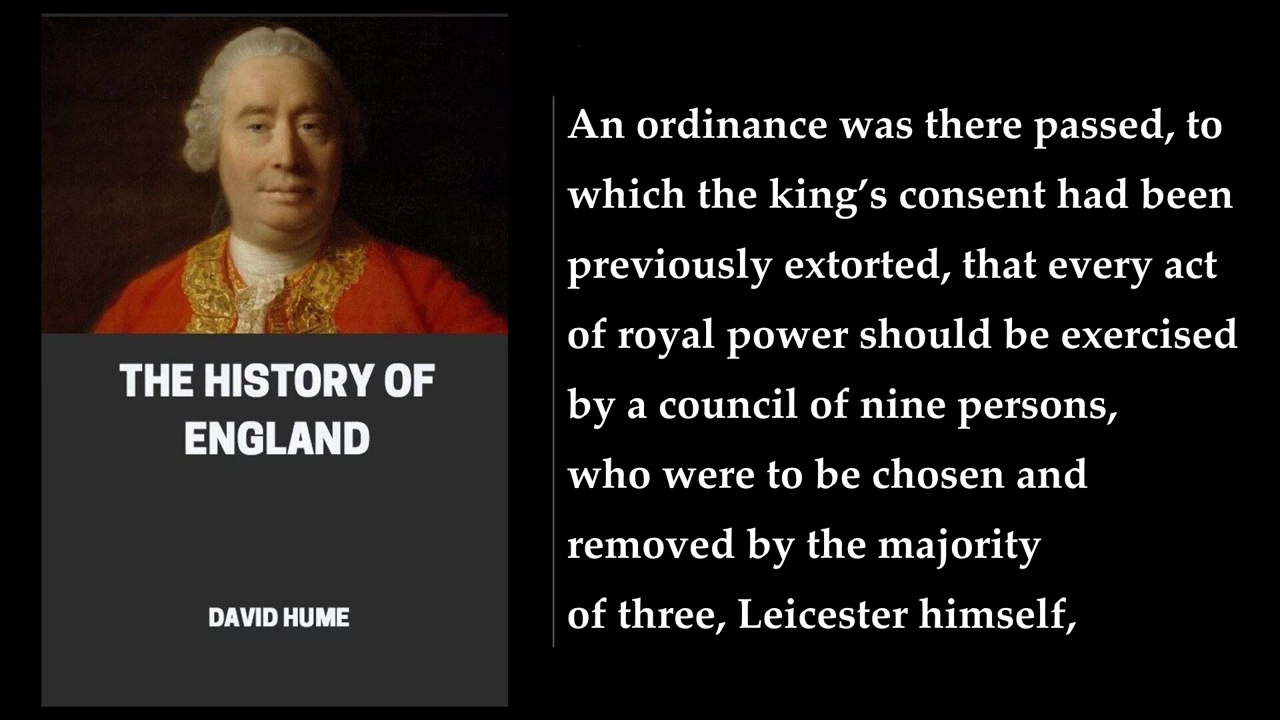 THE HISTORY OF
ENGLAND
DAVID HUME
An ordinance was there passed, to
which the king’s consent had been
previously extorted, that every act
of royal power should be exercised
by a council of nine persons,
who were to be chosen and
removed by the majority
of three, Leicester himself,